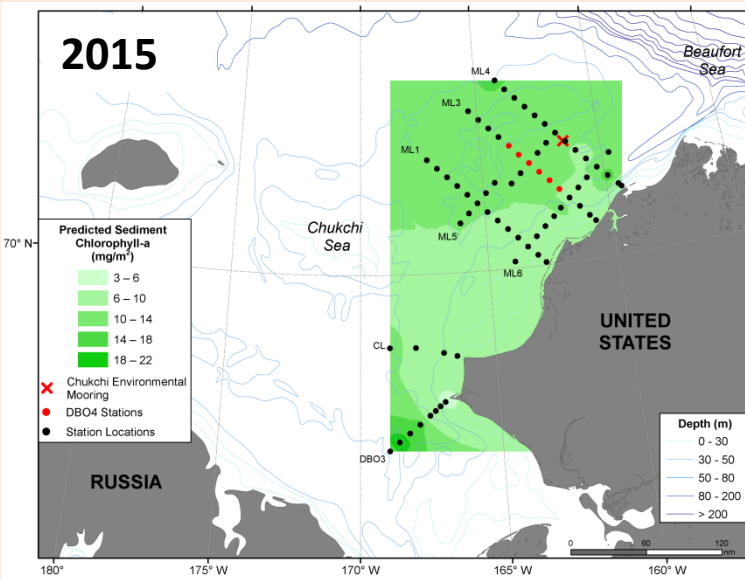 2015
Beaufort
Sea
ML4
ML3
ML1
Chukchi
Sea
70° N
ML5
ML6
Predicted Sediment
Chlorophyll-a
(mg/m²)
3 – 6
6 – 10
10 – 14
14 – 18
18 – 22
Chukchi Environmental
Mooring
DBO4 Stations
Station Locations
UNITED
STATES
CL
DBO3
RUSSIA
Depth (m)
0 - 30
30 - 50
50 - 80
80 - 200
> 200
0 60 120
nm
180° 175°W 170°W 165°W 160°W